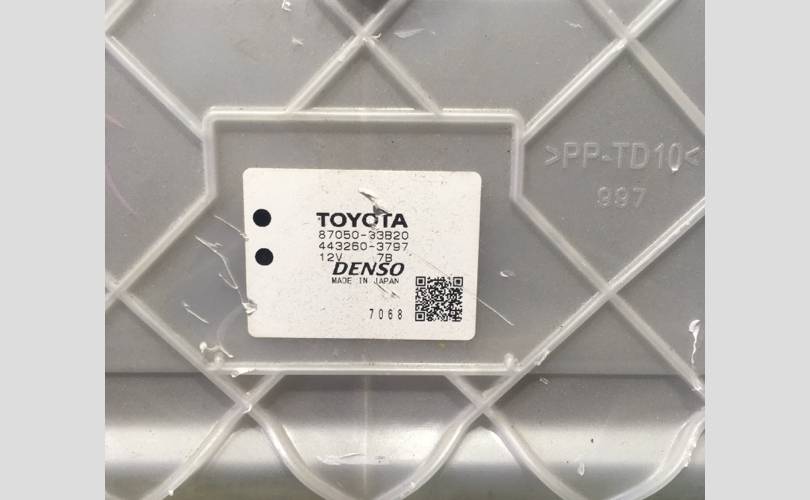 TOYOTA
87050-33B20
443260-3797
12V 7B
DENSO
MADE IN JAPAN
7068
>PP-TD10<
997